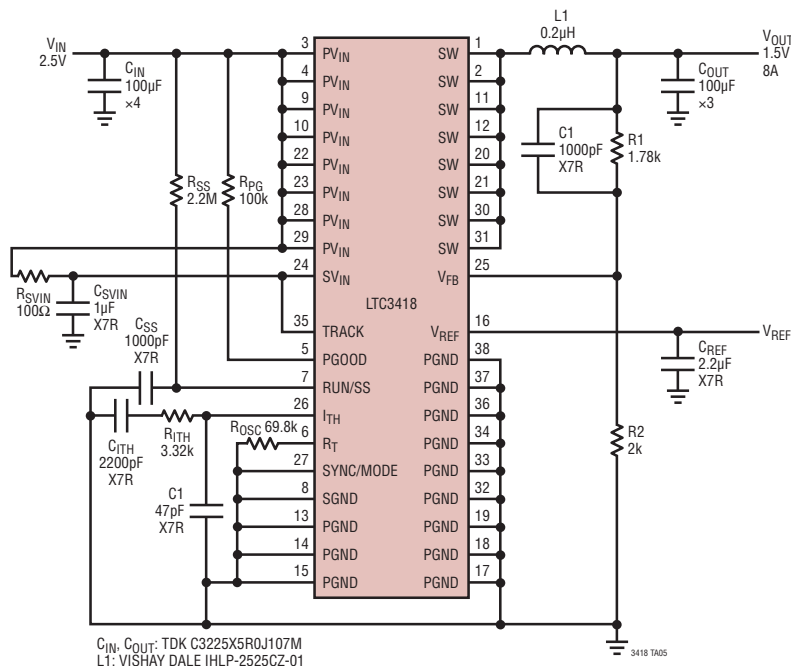 VIN
2.5V
CIN
100µF
×4
RSS
2.2M
RPG
100k
RSVIN
100Ω
CSVIN
1µF
X7R
CSS
1000pF
X7R
CITH
2200pF
X7R
RITH
3.32k
C1
47pF
X7R
ROSC 69.8k
3 PVIN
4 PVIN
9 PVIN
10 PVIN
22 PVIN
23 PVIN
28 PVIN
29 PVIN
24 SVIN
35 TRACK
5 PGOOD
7 RUN/SS
26 ITH
6 RT
27 SYNC/MODE
8 SGND
13 PGND
14 PGND
15 PGND
LTC3418
SW 1
SW 2
SW 11
SW 12
SW 20
SW 21
SW 30
SW 31
VFB 25
VREF 16
PGND 38
PGND 37
PGND 36
PGND 34
PGND 33
PGND 32
PGND 19
PGND 18
PGND 17
L1
0.2µH
VOUT
1.5V
8A
COUT
100µF
×3
C1
1000pF
X7R
R1
1.78k
VREF
CREF
2.2µF
X7R
R2
2k
CIN, COUT: TDK C3225X5R0J107M
L1: VISHAY DALE IHLP-2525CZ-01
3418 TA05